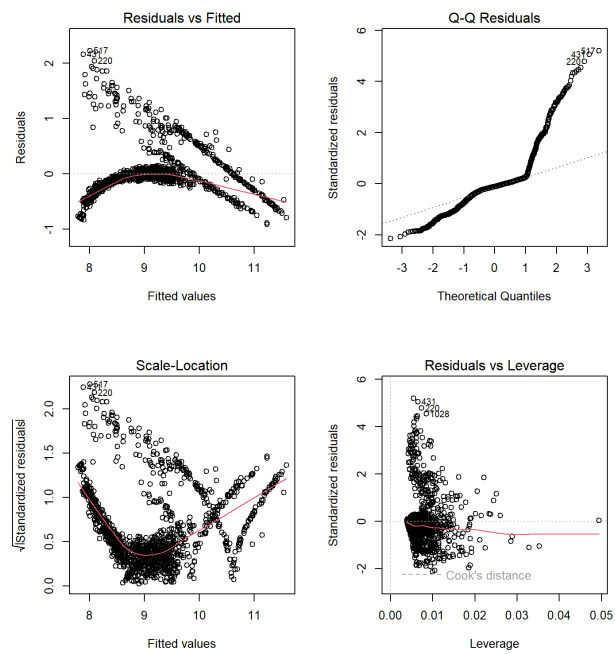 Residuals vs Fitted
Residuals
2
1
0
-1
517
431
220
8 9 10 11
Fitted values
Q-Q Residuals
Standardized residuals
6
4
2
0
-2
517
431
220
-3 -2 -1 0 1 2 3
Theoretical Quantiles
Scale-Location
√|Standardized residuals|
2.0
1.5
1.0
0.5
0.0
517
431
220
8 9 10 11
Fitted values
Residuals vs Leverage
Standardized residuals
6
4
2
0
-2
431
220
1028
Cook's distance
0.00 0.01 0.02 0.03 0.04 0.05
Leverage